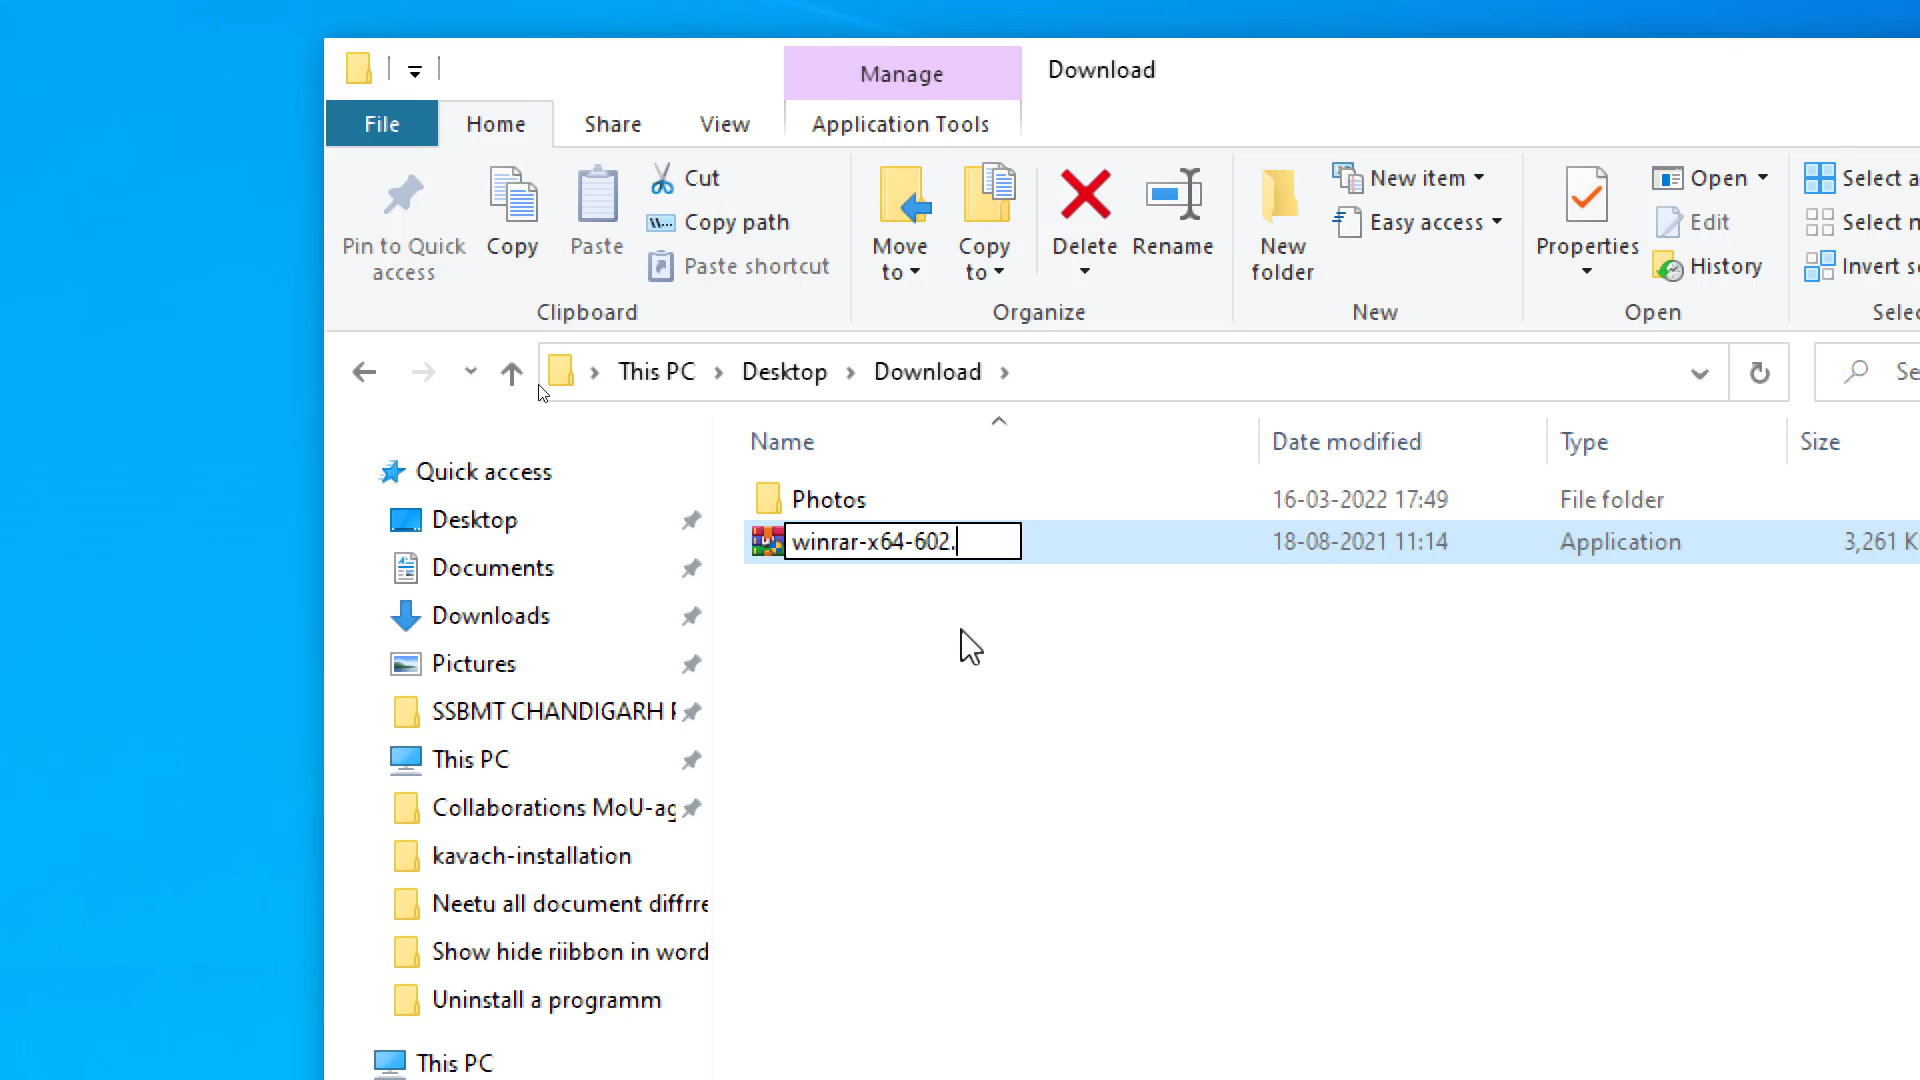 Manage
Download
File
Home
Share
View
Application Tools
Pin to Quick access
Copy
Paste
Cut
Copy path
Paste shortcut
Clipboard
Move to
Copy to
Delete
Rename
Organize
New folder
New item
Easy access
New
Properties
Open
Edit
History
Open
Select a
Select n
Invert se
Selec
This PC
Desktop
Download
Se
Name
Date modified
Type
Size
Photos
16-03-2022 17:49
File folder
winrar-x64-602.
18-08-2021 11:14
Application
3,261 K
Quick access
Desktop
Documents
Downloads
Pictures
SSBMT CHANDIGARH
This PC
Collaborations MoU-ag
kavach-installation
Neetu all document diffrre
Show hide riibbon in word
Uninstall a programm
This PC